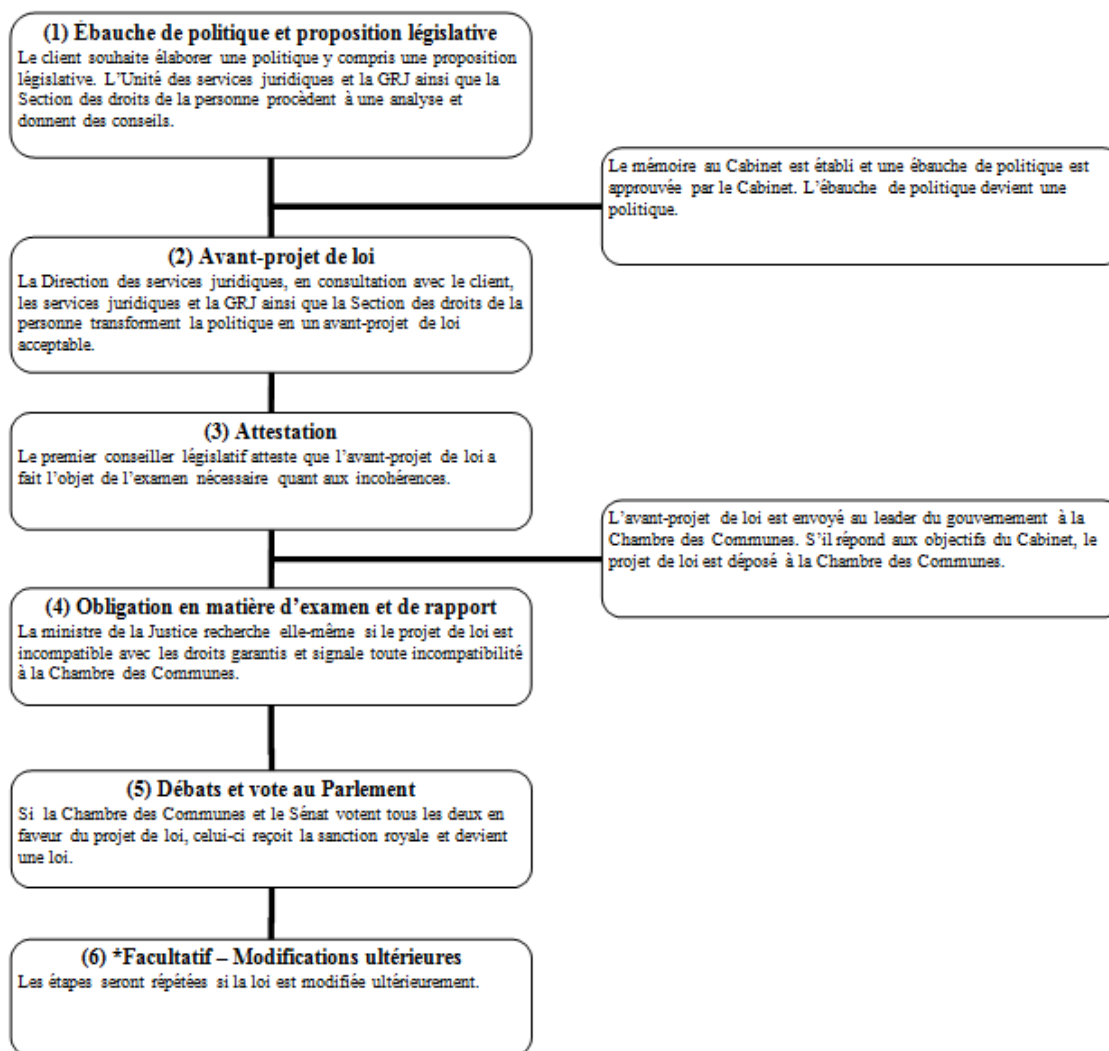 (1) Ébauche de politique et proposition législative
Le client souhaite élaborer une politique y compris une proposition
législative. L’Unité des services juridiques et la GRJ ainsi que la
Section des droits de la personne procèdent à une analyse et
donnent des conseils.
Le mémoire au Cabinet est établi et une ébauche de politique est
approuvée par le Cabinet. L’ébauche de politique devient une
politique.
(2) Avant-projet de loi
La Direction des services juridiques, en consultation avec le client,
les services juridiques et la GRJ ainsi que la Section des droits de la
personne transforment la politique en un avant-projet de loi
acceptable.
(3) Attestation
Le premier conseiller législatif atteste que l’avant-projet de loi a
fait l’objet de l’examen nécessaire quant aux incohérences.
L’avant-projet de loi est envoyé au leader du gouvernement à la
Chambre des Communes. S’il répond aux objectifs du Cabinet, le
projet de loi est déposé à la Chambre des Communes.
(4) Obligation en matière d’examen et de rapport
La ministre de la Justice recherche elle-même si le projet de loi est
incompatible avec les droits garantis et signale toute incompatibilité
à la Chambre des Communes.
(5) Débats et vote au Parlement
Si la Chambre des Communes et le Sénat votent tous les deux en
faveur du projet de loi, celui-ci reçoit la sanction royale et devient
une loi.
(6) *Facultatif – Modifications ultérieures
Les étapes seront répétées si la loi est modifiée ultérieurement.